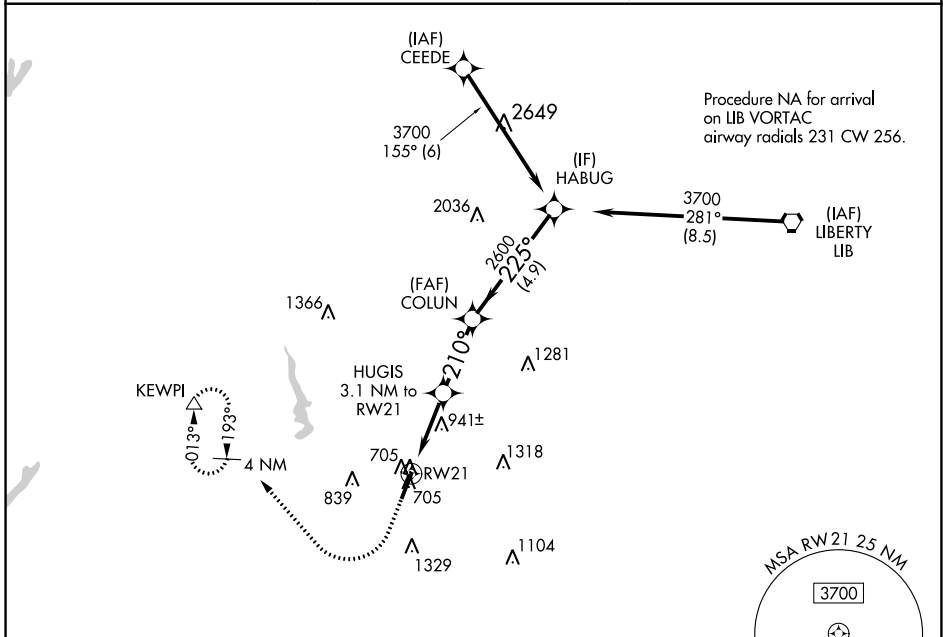 (IAF)
CEEDE
2649
3700
155° (6)
Procedure NA for arrival
on LIB VORTAC
airway radials 231 CW 256.
(IF)
HABUG
2036
3700
281°
(8.5)
(IAF)
LIBERTY
LIB
2600
225°
(4.9)
(FAF)
COLUN
1366
210°
1281
HUGIS
3.1 NM to
RW21
KEWPI
013°
193°
941±
4 NM
705
RW21
1318
839
705
1329
1104
MSA RW21 25 NM
3700